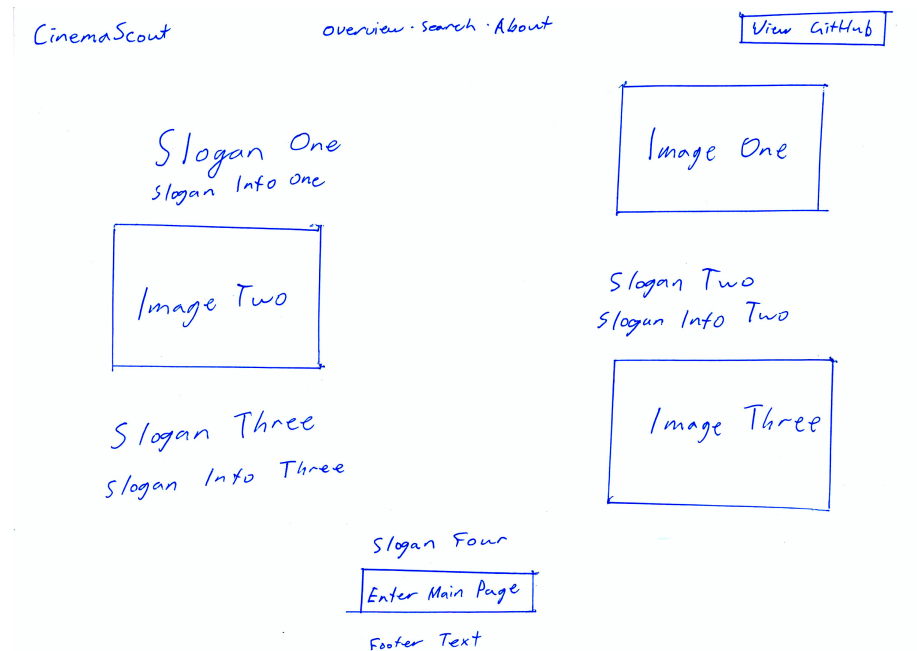 CinemaScout
overview · search · About
View GitHub
Slogan One
Slogan Info One
Image One
Image Two
Slogan Two
Slogan Info Two
Slogan Three
Slogan Info Three
Image Three
Slogan Four
Enter Main Page
Footer Text